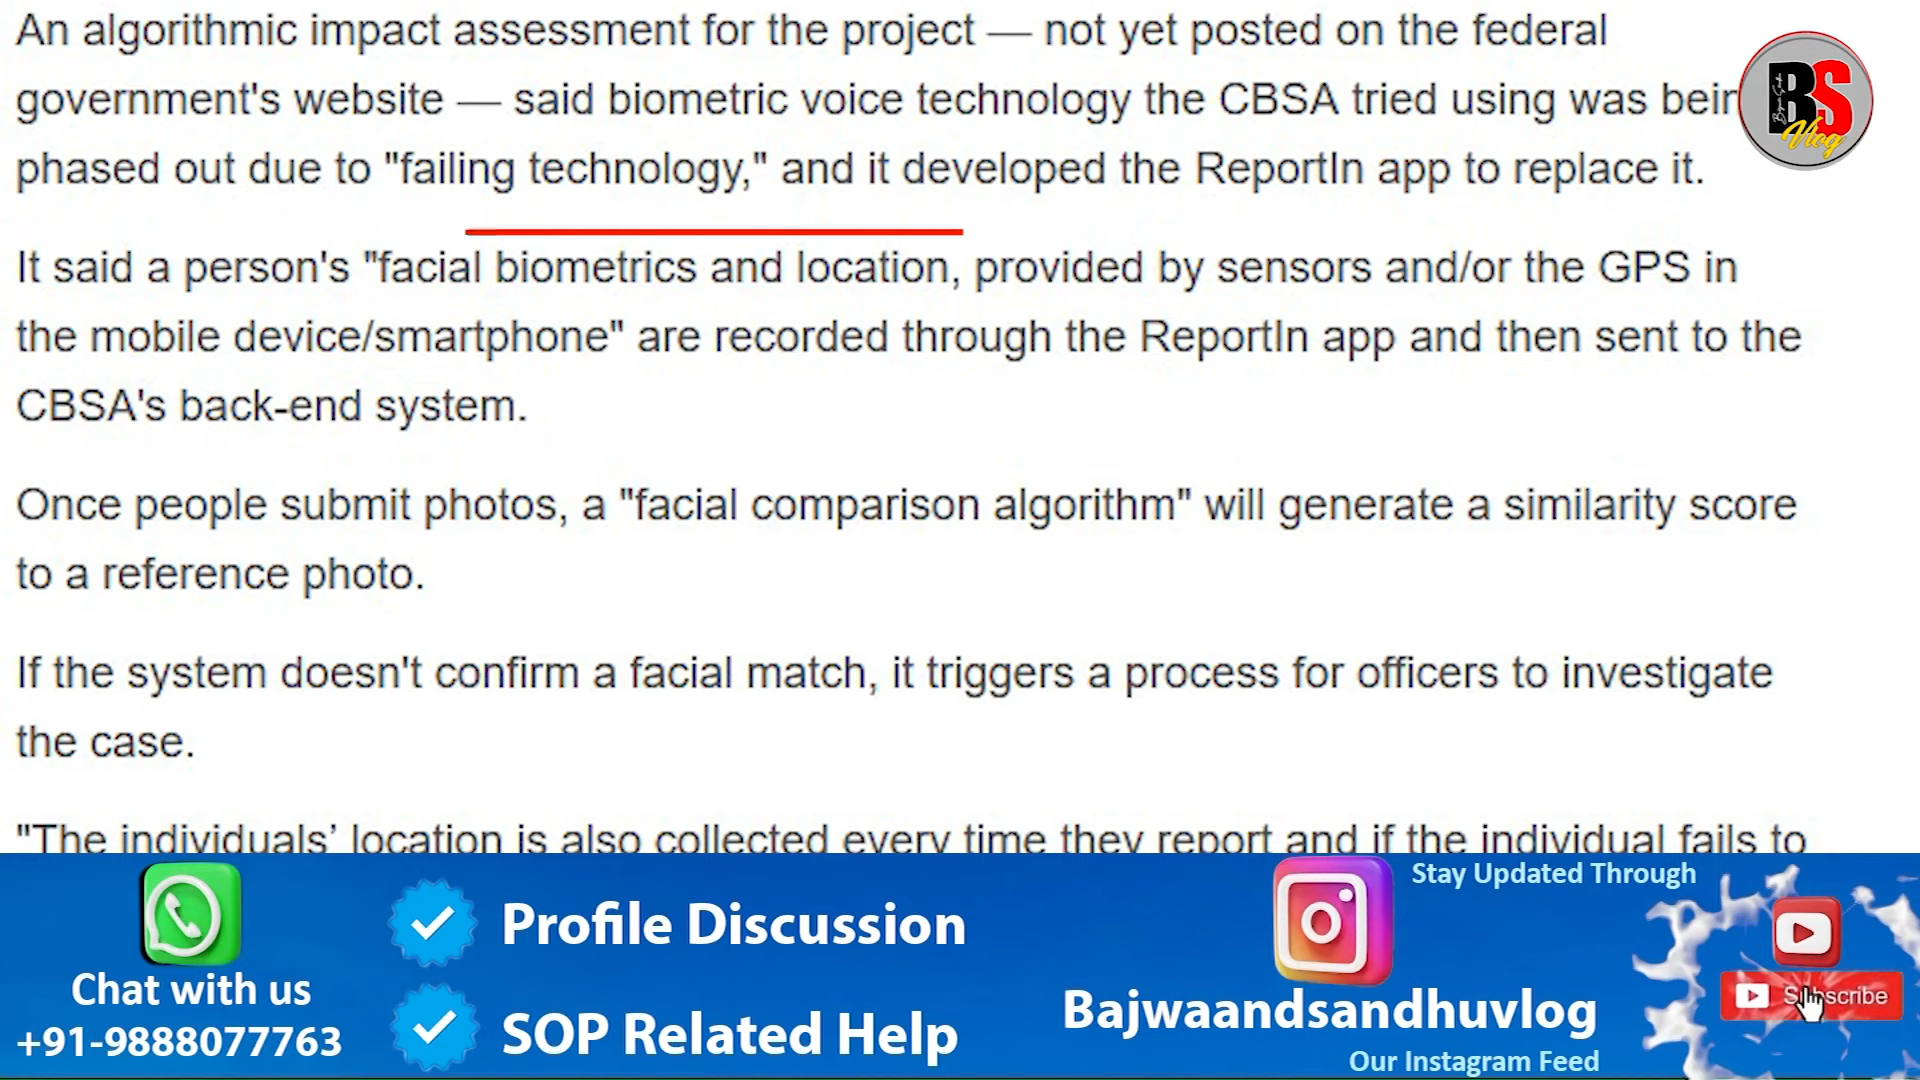 An algorithmic impact assessment for the project — not yet posted on the federal
government's website — said biometric voice technology the CBSA tried using was bein
phased out due to "failing technology," and it developed the ReportIn app to replace it.
It said a person's "facial biometrics and location, provided by sensors and/or the GPS in
the mobile device/smartphone" are recorded through the ReportIn app and then sent to the
CBSA's back-end system.
Once people submit photos, a "facial comparison algorithm" will generate a similarity score
to a reference photo.
If the system doesn't confirm a facial match, it triggers a process for officers to investigate
the case.
"The individuals’ location is also collected every time they report and if the individual fails to
BS
Vlog
Chat with us
+91-9888077763
Profile Discussion
SOP Related Help
Stay Updated Through
Bajwaandsandhuvlog
Our Instagram Feed
Subscribe